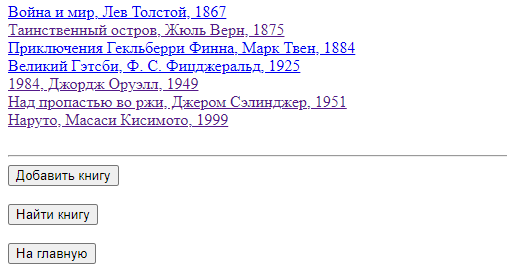 Война и мир, Лев Толстой, 1867
Таинственный остров, Жюль Верн, 1875
Приключения Гекльберри Финна, Марк Твен, 1884
Великий Гэтсби, Ф. С. Фицджеральд, 1925
1984, Джордж Оруэлл, 1949
Над пропастью во ржи, Джером Сэлинджер, 1951
Наруто, Масаси Кисимото, 1999
Добавить книгу
Найти книгу
На главную